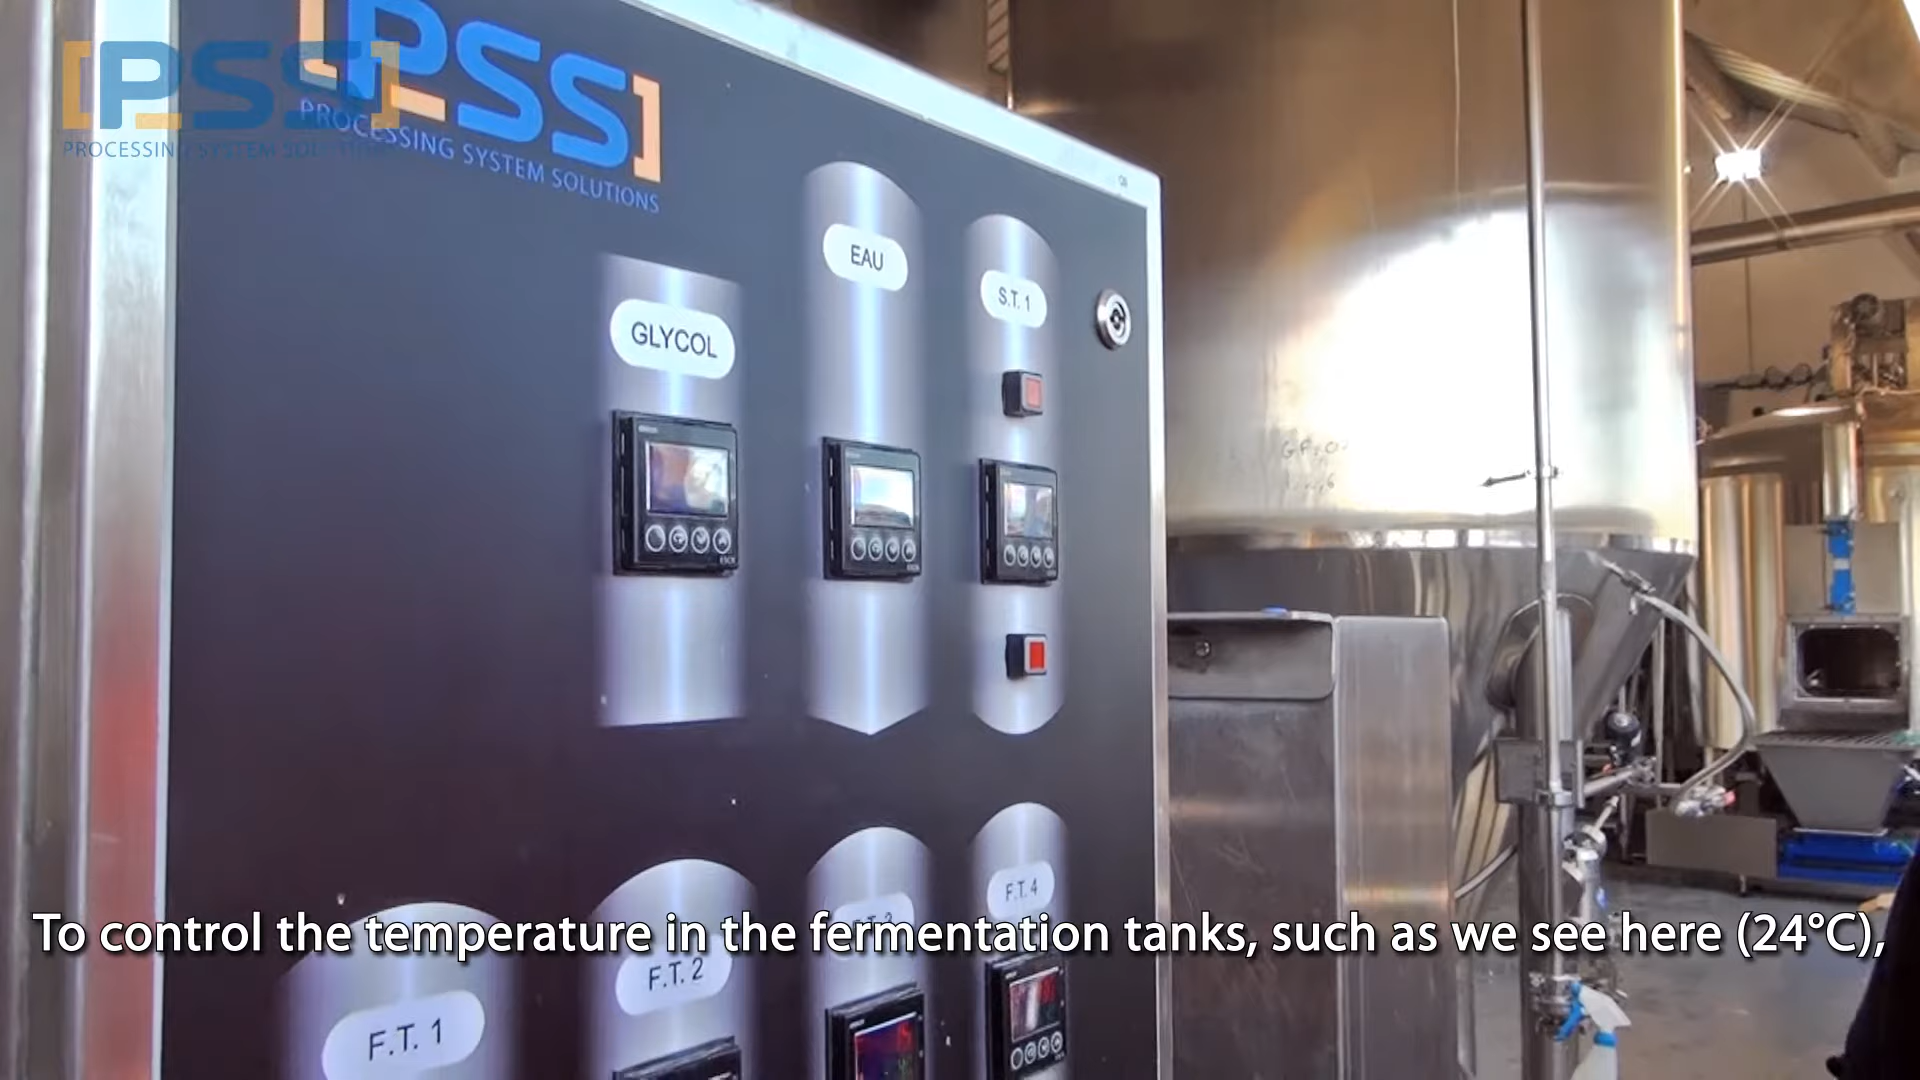 [PSS]
PROCESSING SYSTEM SOLUTIONS
[PSS]
PROCESSING SYSTEM SOLUTIONS
EAU
S.T. 1
GLYCOL
F.T. 4
F.T. 3
F.T. 2
F.T. 1
To control the temperature in the fermentation tanks, such as we see here (24°C),